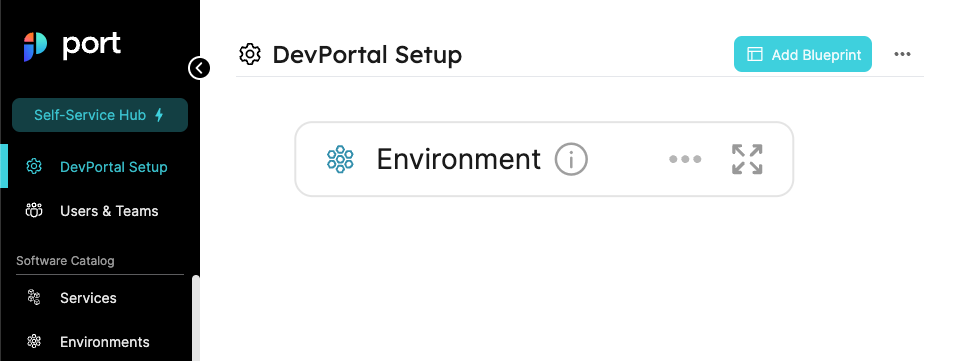 port
Self-Service Hub
DevPortal Setup
Users & Teams
Software Catalog
Services
Environments
DevPortal Setup
Add Blueprint
Environment